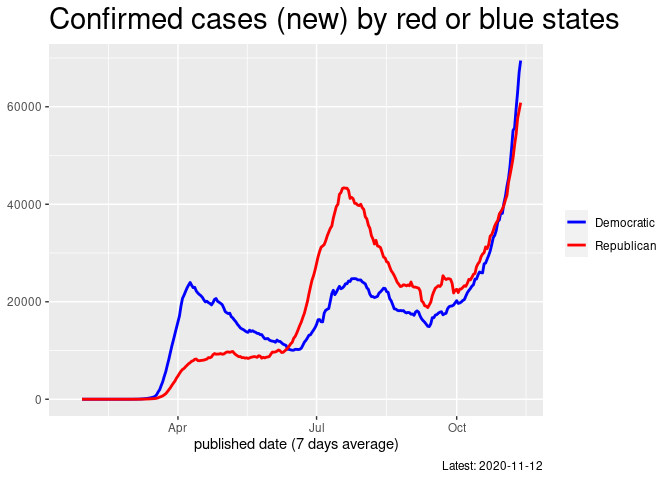 Confirmed cases (new) by red or blue states
60000
40000
20000
0
Democratic
Republican
Apr
Jul
Oct
published date (7 days average)
Latest: 2020-11-12